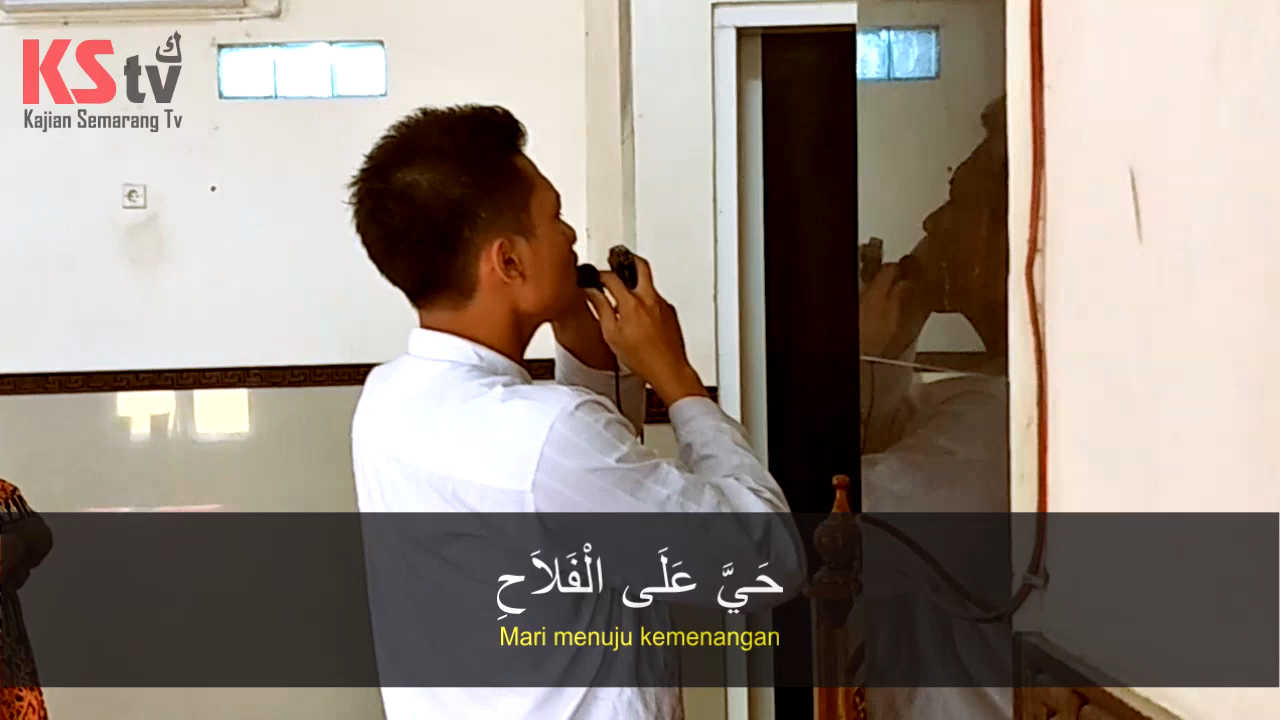 KStv ك
Kajian Semarang Tv
حَيَّ عَلَى الْفَلاَحِ
Mari menuju kemenangan